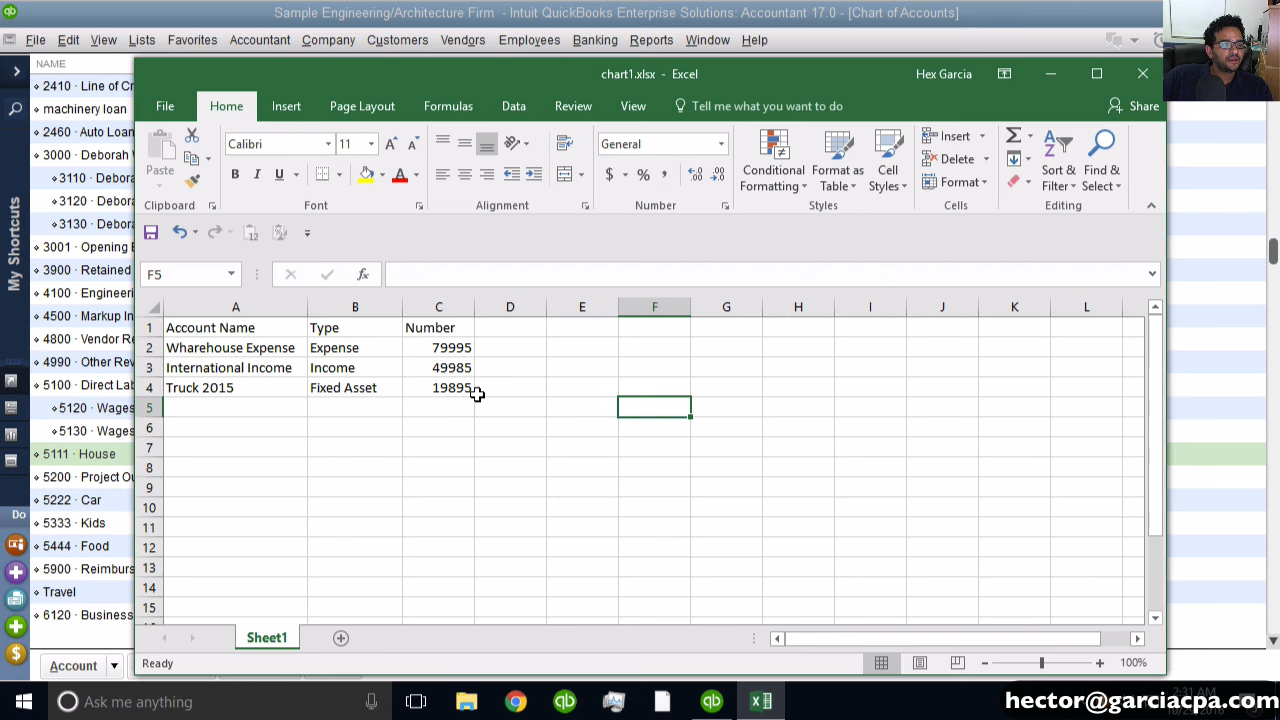 Sample Engineering/Architecture Firm - Intuit QuickBooks Enterprise Solutions: Accountant 17.0 - [Chart of Accounts]
File Edit View Lists Favorites Accountant Company Customers Vendors Employees Banking Reports Window Help
NAME
2410 · Line of Cr
machinery loan
2460 · Auto Loan
3000 · Deborah
3110 · Debora
3120 · Debora
3130 · Debora
3001 · Opening
3900 · Retained
4100 · Engineeri
4500 · Markup In
4800 · Vendor R
4990 · Other Rev
5100 · Direct Lab
5120 · Wages
5130 · Wages
5111 · House
5200 · Project Ou
5222 · Car
5333 · Kids
5444 · Food
5900 · Reimburs
Travel
6120 · Business
My Shortcuts
Do
Account
chart1.xlsx - Excel
Hex Garcia
File Home Insert Page Layout Formulas Data Review View Tell me what you want to do Share
Paste
Clipboard
Calibri 11
B I U
Font
Alignment
General
$ % ,
Number
Conditional Formatting
Format as Table
Cell Styles
Styles
Insert
Delete
Format
Cells
Sort & Filter
Find & Select
Editing
12
F5 fx
A B C D E F G H I J K L
1 Account Name Type Number
2 Wharehouse Expense Expense 79995
3 International Income Income 49985
4 Truck 2015 Fixed Asset 19895
5
6
7
8
9
10
11
12
13
14
15
Sheet1
Ready
100%
Ask me anything
2:31 AM
hector@garciacpa.com